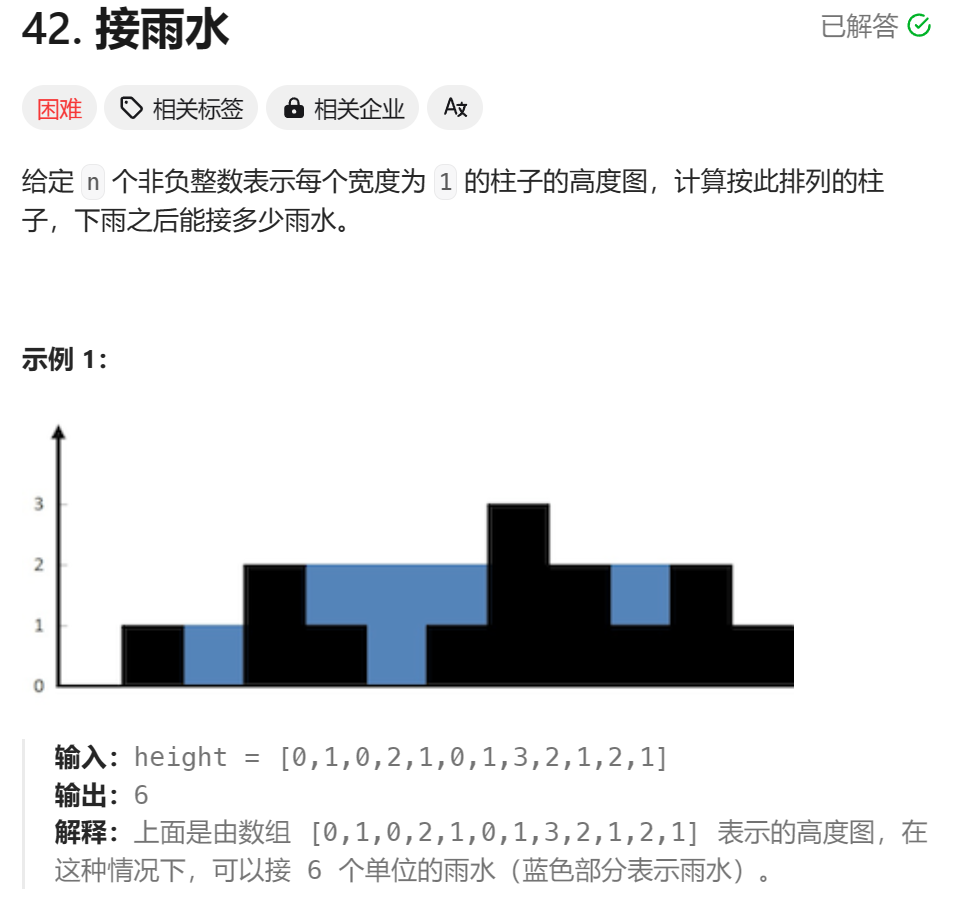 42. 接雨水 已解答
困难 相关标签 相关企业
给定 n 个非负整数表示每个宽度为 1 的柱子的高度图，计算按此排列的柱
子，下雨之后能接多少雨水。
示例 1：
3
2
1
0
输入：height = [0,1,0,2,1,0,1,3,2,1,2,1]
输出：6
解释：上面是由数组 [0,1,0,2,1,0,1,3,2,1,2,1] 表示的高度图，在
这种情况下，可以接 6 个单位的雨水（蓝色部分表示雨水）。